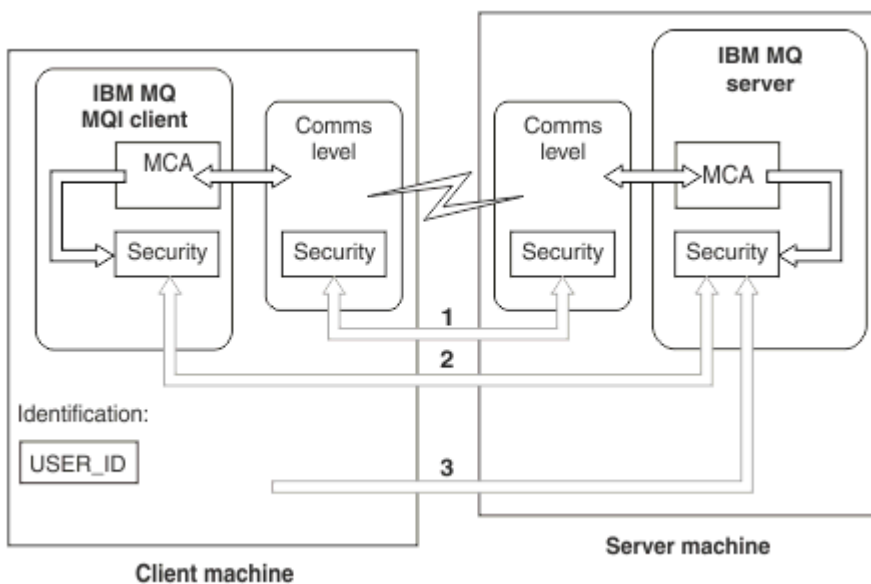 IBM MQ
MQI client
MCA
Security
Comms
level
Security
Comms
level
Security
IBM MQ
server
MCA
Security
1
2
Identification:
USER_ID
3
Client machine
Server machine